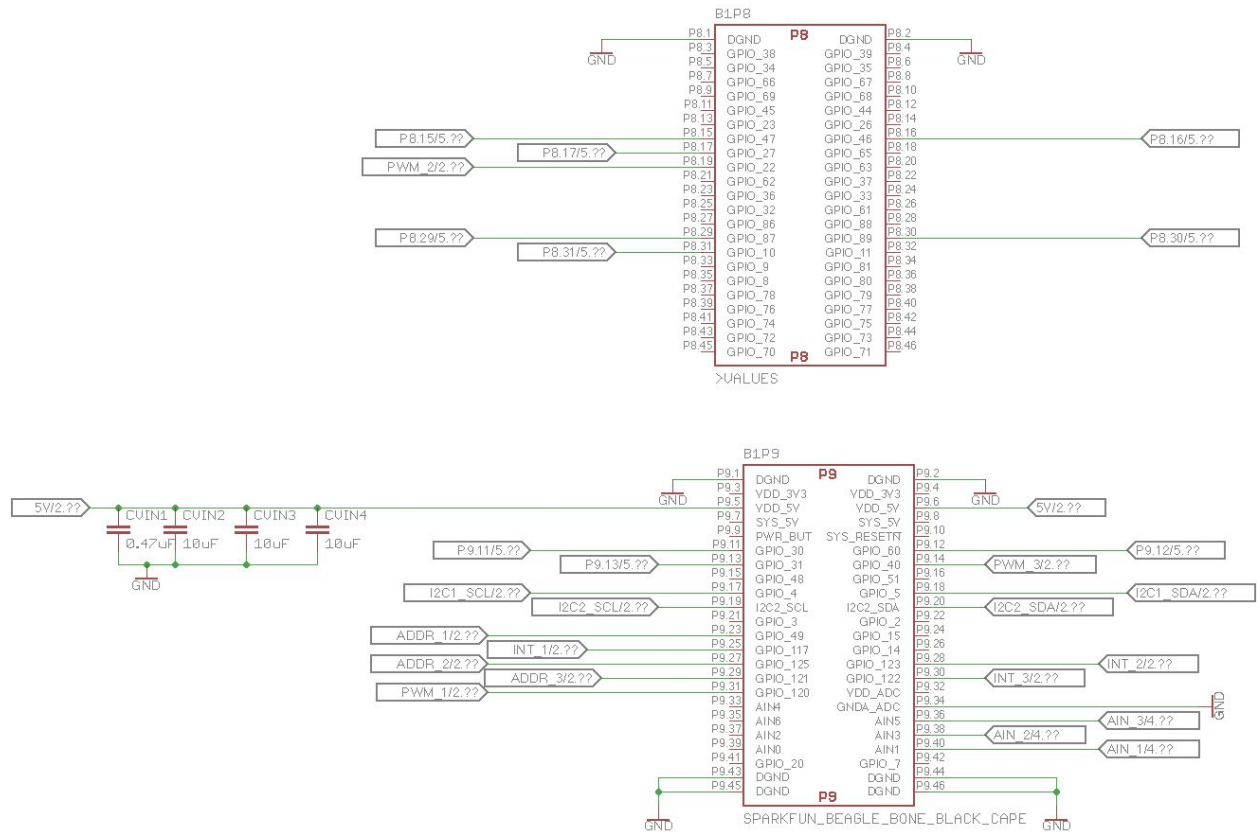 B1P8
P8
P8.1 DGND DGND P8.2
GND GND
P8.3 GPIO_38 GPIO_39 P8.4
P8.5 GPIO_34 GPIO_35 P8.6
P8.7 GPIO_66 GPIO_67 P8.8
P8.9 GPIO_69 GPIO_68 P8.10
P8.11 GPIO_45 GPIO_44 P8.12
P8.13 GPIO_23 GPIO_26 P8.14
P8.15/5.?? P8.15 GPIO_47 GPIO_46 P8.16 P8.16/5.??
P8.17/5.?? P8.17 GPIO_27 GPIO_65 P8.18
PWM_2/2.?? P8.19 GPIO_22 GPIO_63 P8.20
P8.21 GPIO_62 GPIO_37 P8.22
P8.23 GPIO_36 GPIO_33 P8.24
P8.25 GPIO_32 GPIO_61 P8.26
P8.27 GPIO_86 GPIO_88 P8.28
P8.29/5.?? P8.29 GPIO_87 GPIO_89 P8.30 P8.30/5.??
P8.31/5.?? P8.31 GPIO_10 GPIO_11 P8.32
P8.33 GPIO_9 GPIO_81 P8.34
P8.35 GPIO_8 GPIO_80 P8.36
P8.37 GPIO_78 GPIO_79 P8.38
P8.39 GPIO_76 GPIO_77 P8.40
P8.41 GPIO_74 GPIO_75 P8.42
P8.43 GPIO_72 GPIO_73 P8.44
P8.45 GPIO_70 GPIO_71 P8.46
P8
>VALUES
B1P9
P9
P9.1 DGND DGND P9.2
GND GND
P9.3 VDD_3V3 VDD_3V3 P9.4
5V/2.?? P9.5 VDD_5V VDD_5V P9.6 5V/2.??
CVIN1 CVIN2 CVIN3 CVIN4
0.47uF 10uF 10uF 10uF
GND
P9.7 SYS_5V SYS_5V P9.8
P9.9 PWR_BUT SYS_RESETN P9.10
P9.11/5.?? P9.11 GPIO_30 GPIO_60 P9.12 P9.12/5.??
P9.13/5.?? P9.13 GPIO_31 GPIO_40 P9.14 PWM_3/2.??
P9.15 GPIO_48 GPIO_51 P9.16
I2C1_SCL/2.?? P9.17 GPIO_4 GPIO_5 P9.18 I2C1_SDA/2.??
I2C2_SCL/2.?? P9.19 I2C2_SCL I2C2_SDA P9.20 I2C2_SDA/2.??
P9.21 GPIO_3 GPIO_2 P9.22
ADDR_1/2.?? P9.23 GPIO_49 GPIO_15 P9.24
INT_1/2.?? P9.25 GPIO_117 GPIO_14 P9.26
ADDR_2/2.?? P9.27 GPIO_125 GPIO_123 P9.28 INT_2/2.??
ADDR_3/2.?? P9.29 GPIO_121 GPIO_122 P9.30 INT_3/2.??
PWM_1/2.?? P9.31 GPIO_120 VDD_ADC P9.32
P9.33 AIN4 GNDA_ADC P9.34 GND
P9.35 AIN6 AIN5 P9.36 AIN_3/4.??
P9.37 AIN2 AIN3 P9.38 AIN_2/4.??
P9.39 AIN0 AIN1 P9.40 AIN_1/4.??
P9.41 GPIO_20 GPIO_7 P9.42
P9.43 DGND DGND P9.44
P9.45 DGND DGND P9.46
P9
GND GND
SPARKFUN_BEAGLE_BONE_BLACK_CAPE